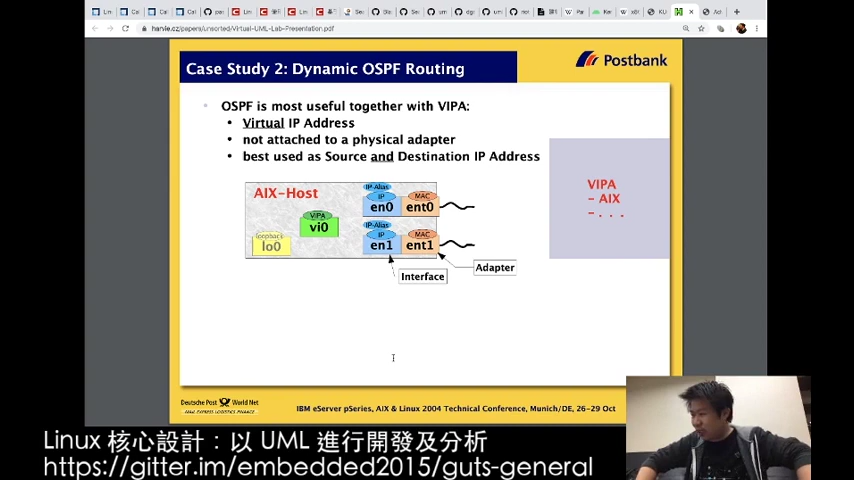 harvie.cz/papers/unsorted/Virtual-UML-Lab-Presentation.pdf
Case Study 2: Dynamic OSPF Routing
Postbank
OSPF is most useful together with VIPA:
Virtual IP Address
not attached to a physical adapter
best used as Source and Destination IP Address
VIPA
- AIX
- . . .
AIX-Host
IP-Alias
IP
MAC
en0
ent0
VIPA
vi0
IP-Alias
IP
MAC
en1
ent1
loopback
lo0
Interface
Adapter
Deutsche Post World Net
MAIL EXPRESS LOGISTICS FINANCE
IBM eServer pSeries, AIX & Linux 2004 Technical Conference, Munich/DE, 26-29 Oct
Linux 核心設計：以 UML 進行開發及分析
https://gitter.im/embedded2015/guts-general